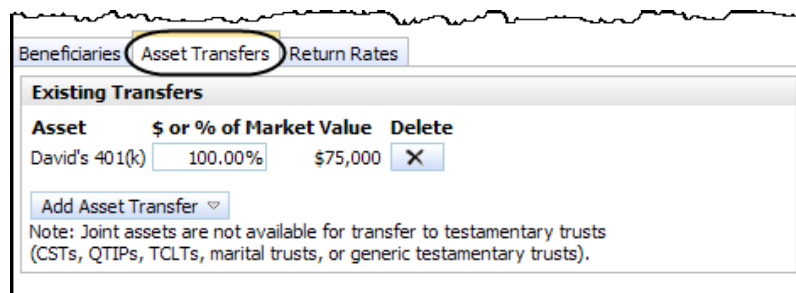 Beneficiaries Asset Transfers Return Rates
Existing Transfers
Asset $ or % of Market Value Delete
David's 401(k) 100.00% $75,000 X
Add Asset Transfer
Note: Joint assets are not available for transfer to testamentary trusts
(CSTs, QTIPs, TCLTs, marital trusts, or generic testamentary trusts).